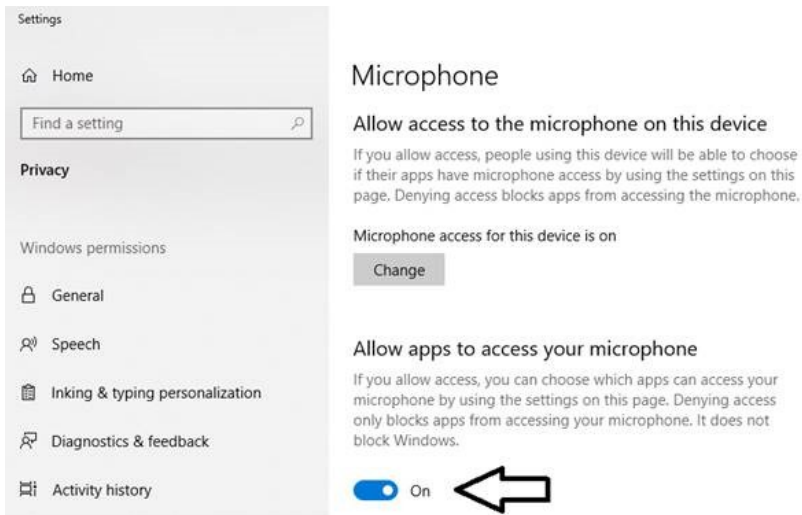 Settings
Home
Find a setting
Privacy
Windows permissions
General
Speech
Inking & typing personalization
Diagnostics & feedback
Activity history
Microphone
Allow access to the microphone on this device
If you allow access, people using this device will be able to choose
if their apps have microphone access by using the settings on this
page. Denying access blocks apps from accessing the microphone.
Microphone access for this device is on
Change
Allow apps to access your microphone
If you allow access, you can choose which apps can access your
microphone by using the settings on this page. Denying access
only blocks apps from accessing your microphone. It does not
block Windows.
On